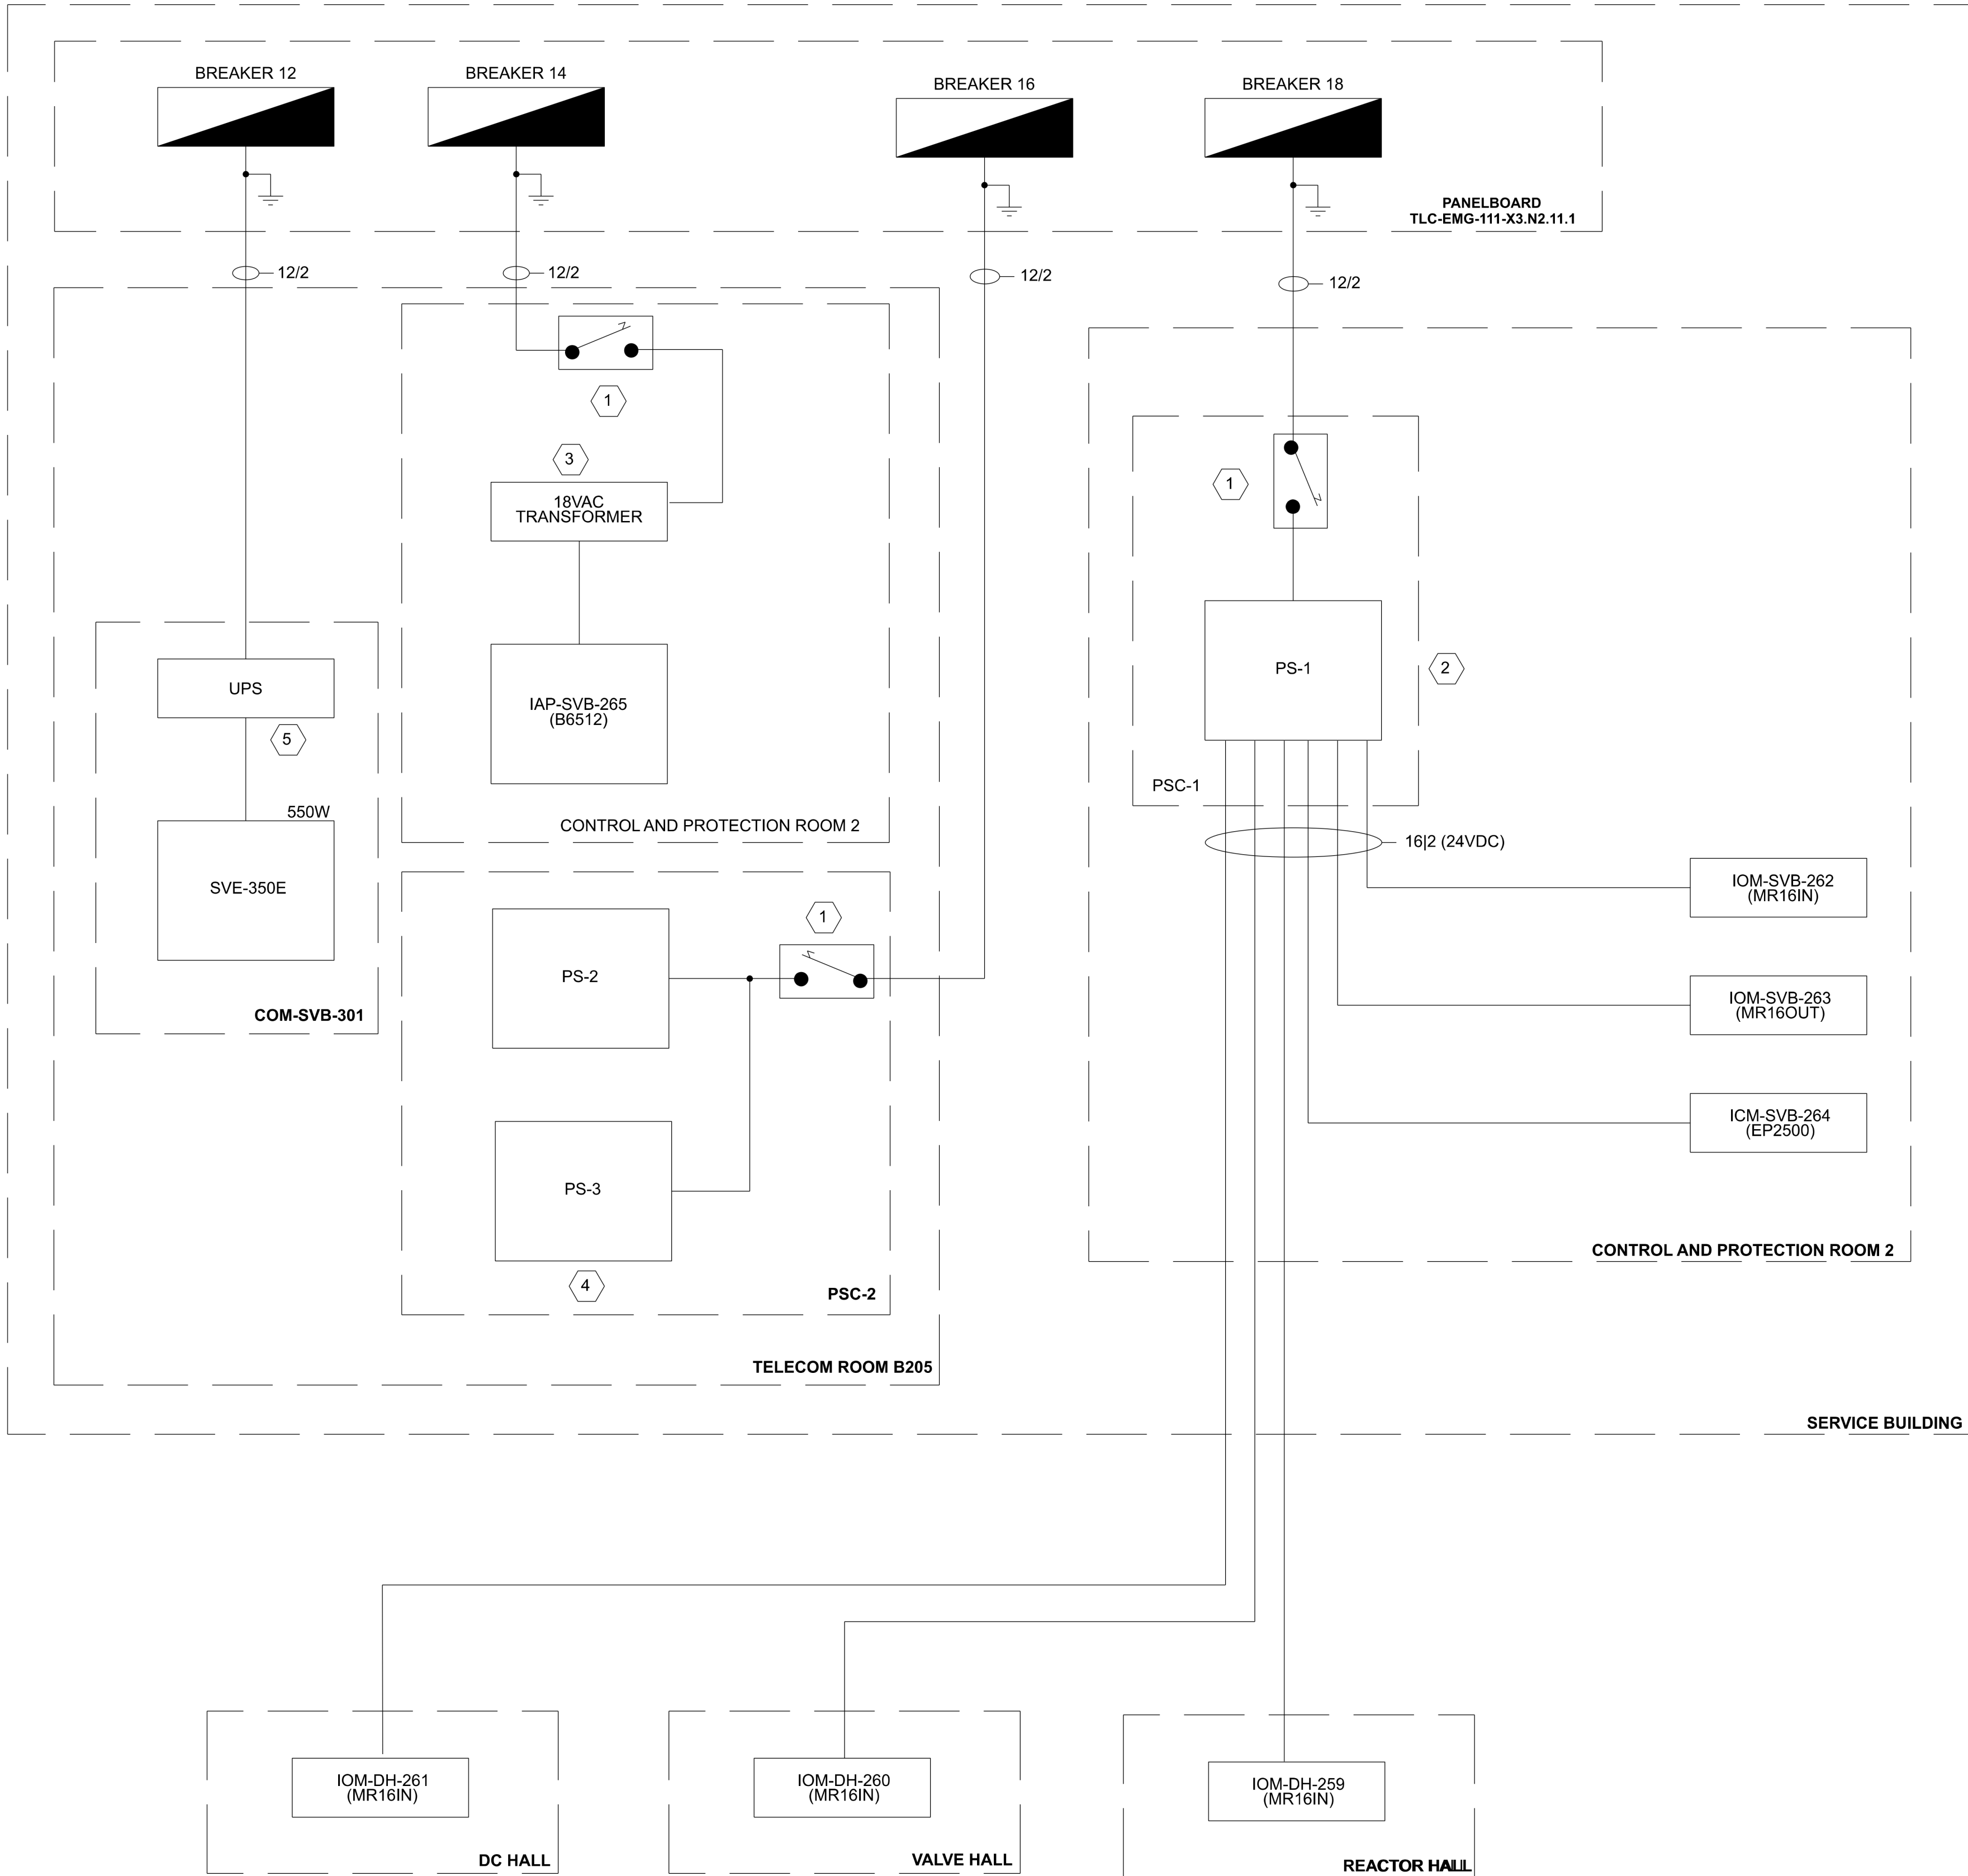 BREAKER 12
BREAKER 14
BREAKER 16
BREAKER 18
PANELBOARD
TLC-EMG-111-X3.N2.11.1
12/2
12/2
12/2
12/2
1
3
18VAC
TRANSFORMER
IAP-SVB-265
(B6512)
CONTROL AND PROTECTION ROOM 2
UPS
5
550W
SVE-350E
COM-SVB-301
1
PS-2
PS-3
4
PSC-2
TELECOM ROOM B205
1
PS-1
2
PSC-1
16|2 (24VDC)
IOM-SVB-262
(MR16IN)
IOM-SVB-263
(MR16OUT)
ICM-SVB-264
(EP2500)
CONTROL AND PROTECTION ROOM 2
SERVICE BUILDING
IOM-DH-261
(MR16IN)
DC HALL
IOM-DH-260
(MR16IN)
VALVE HALL
IOM-DH-259
(MR16IN)
REACTOR HALL